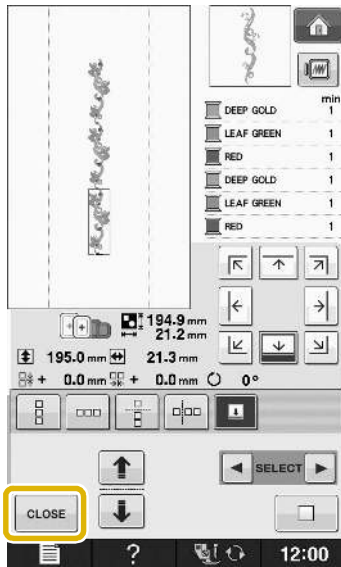 min
DEEP GOLD 1
LEAF GREEN 1
RED 1
DEEP GOLD 1
LEAF GREEN 1
RED 1
194.9 mm
21.2 mm
195.0 mm 21.3 mm
+ 0.0 mm + 0.0 mm 0°
SELECT
CLOSE
? 12:00